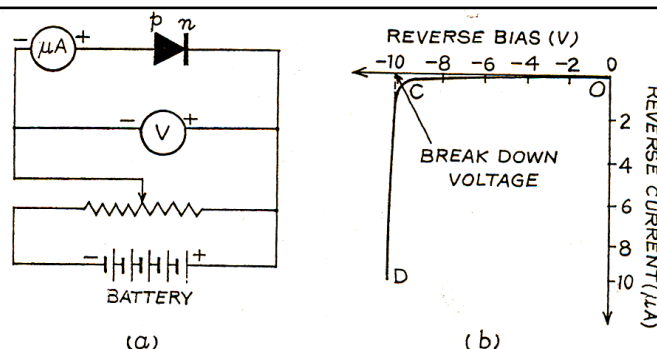 − μA + p n
− V +
− +
BATTERY
(a)
REVERSE BIAS (V)
−10 −8 −6 −4 −2 0
C O
BREAK DOWN
VOLTAGE
2
4
6
8
10
D
REVERSE CURRENT (μA)
(b)